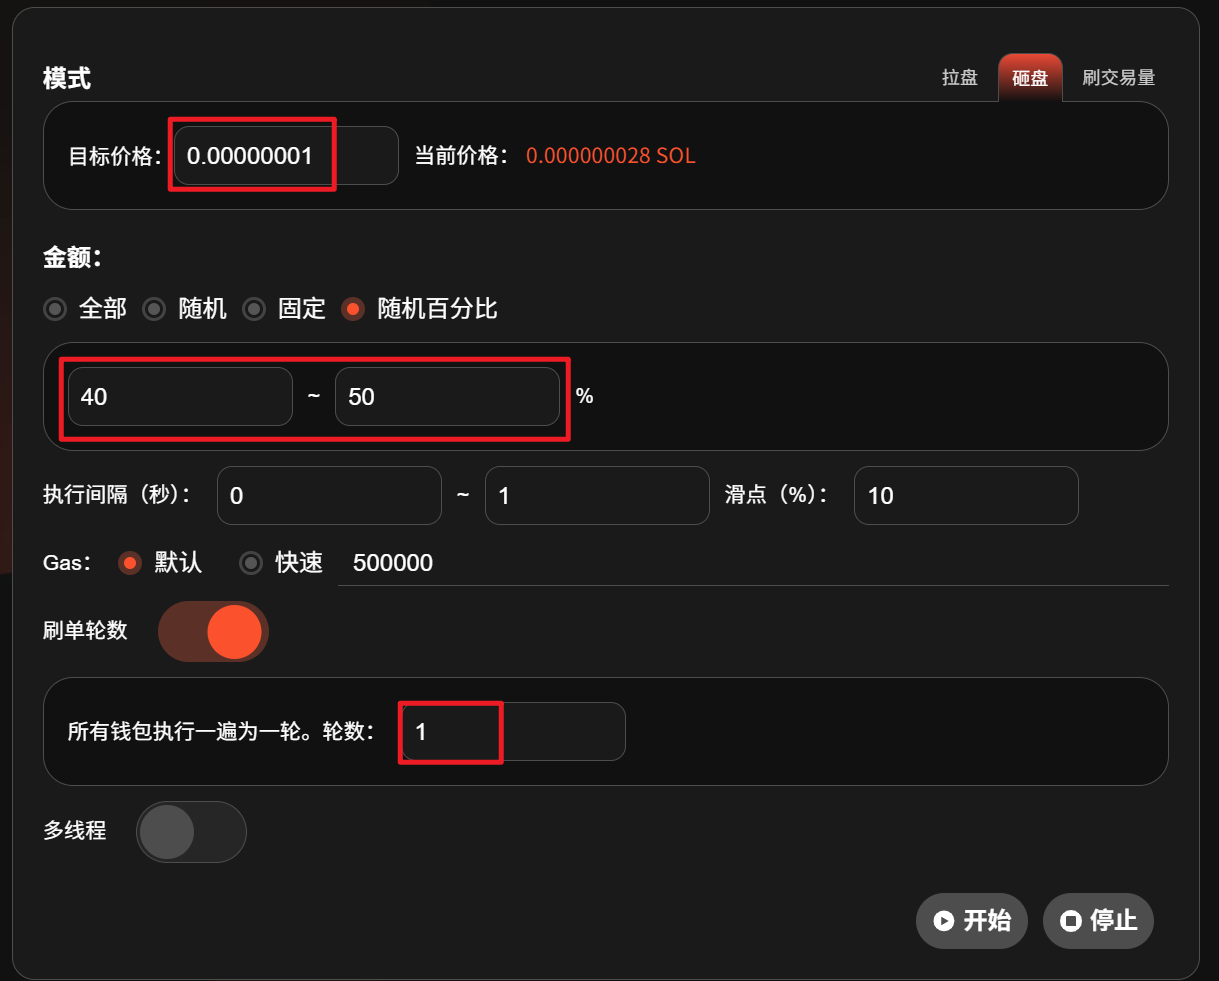 模式
拉盘 砸盘 刷交易量
目标价格： 0.00000001 当前价格： 0.000000028 SOL
金额：
全部 随机 固定 随机百分比
40 ~ 50 %
执行间隔（秒）： 0 ~ 1 滑点（%）： 10
Gas： 默认 快速 500000
刷单轮数
所有钱包执行一遍为一轮。轮数： 1
多线程
开始 停止